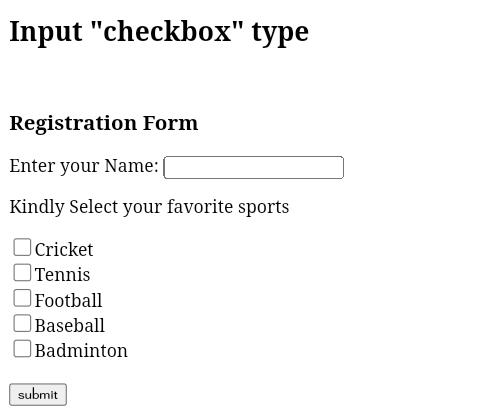 Input "checkbox" type
Registration Form
Enter your Name:
Kindly Select your favorite sports
Cricket
Tennis
Football
Baseball
Badminton
submit